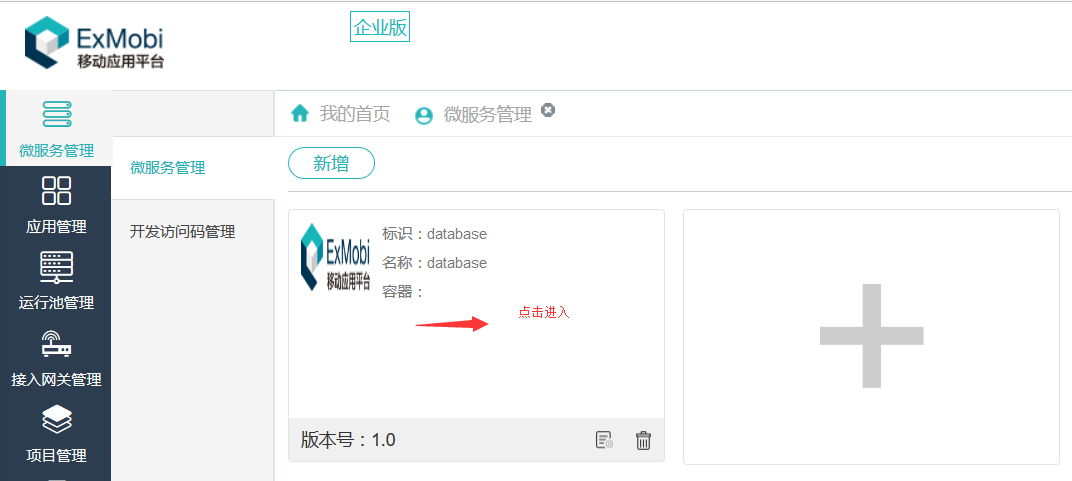 ExMobi
移动应用平台
企业版
微服务管理
应用管理
运行池管理
接入网关管理
项目管理
微服务管理
开发访问码管理
我的首页 微服务管理
新增
ExMobi
移动应用平台
标识：database
名称：database
容器：
点击进入
版本号：1.0